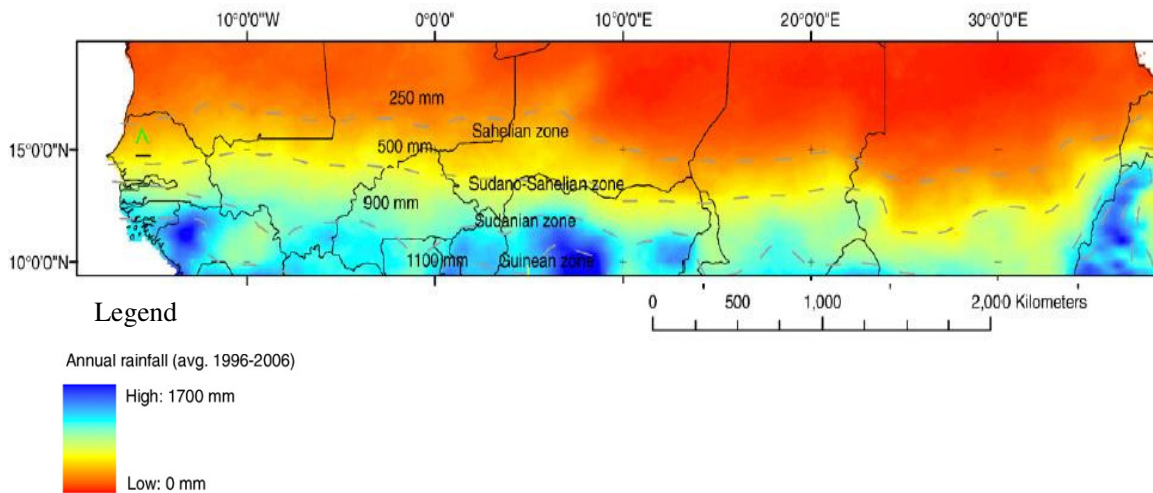 10°0'0"W 0°0'0" 10°0'0"E 20°0'0"E 30°0'0"E
250 mm
Sahelian zone
500 mm
15°0'0"N
Sudano-Sahelian zone
900 mm
Sudanian zone
1100 mm Guinean zone
10°0'0"N
Legend
0 500 1,000 2,000 Kilometers
Annual rainfall (avg. 1996-2006)
High: 1700 mm
Low: 0 mm